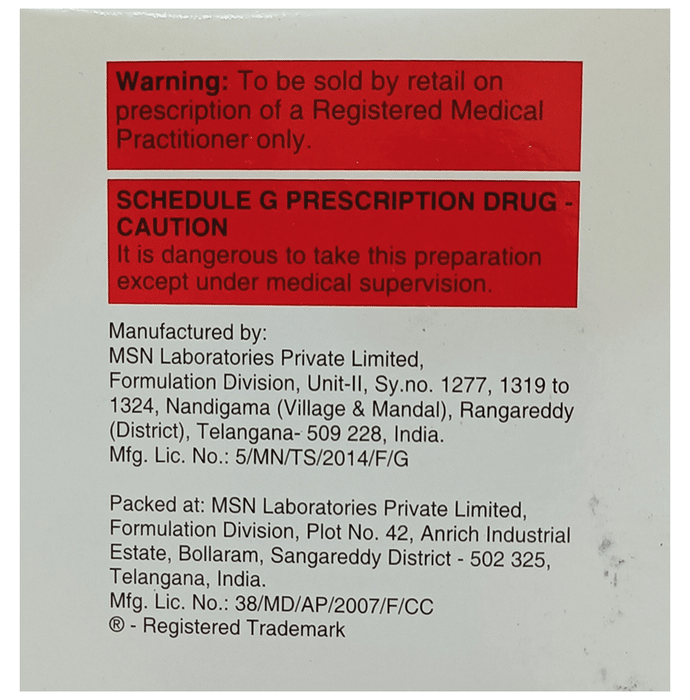 Warning: To be sold by retail on
prescription of a Registered Medical
Practitioner only.
SCHEDULE G PRESCRIPTION DRUG -
CAUTION
It is dangerous to take this preparation
except under medical supervision.
Manufactured by:
MSN Laboratories Private Limited,
Formulation Division, Unit-II, Sy.no. 1277, 1319 to
1324, Nandigama (Village & Mandal), Rangareddy
(District), Telangana- 509 228, India.
Mfg. Lic. No.: 5/MN/TS/2014/F/G
Packed at: MSN Laboratories Private Limited,
Formulation Division, Plot No. 42, Anrich Industrial
Estate, Bollaram, Sangareddy District - 502 325,
Telangana, India.
Mfg. Lic. No.: 38/MD/AP/2007/F/CC
® - Registered Trademark